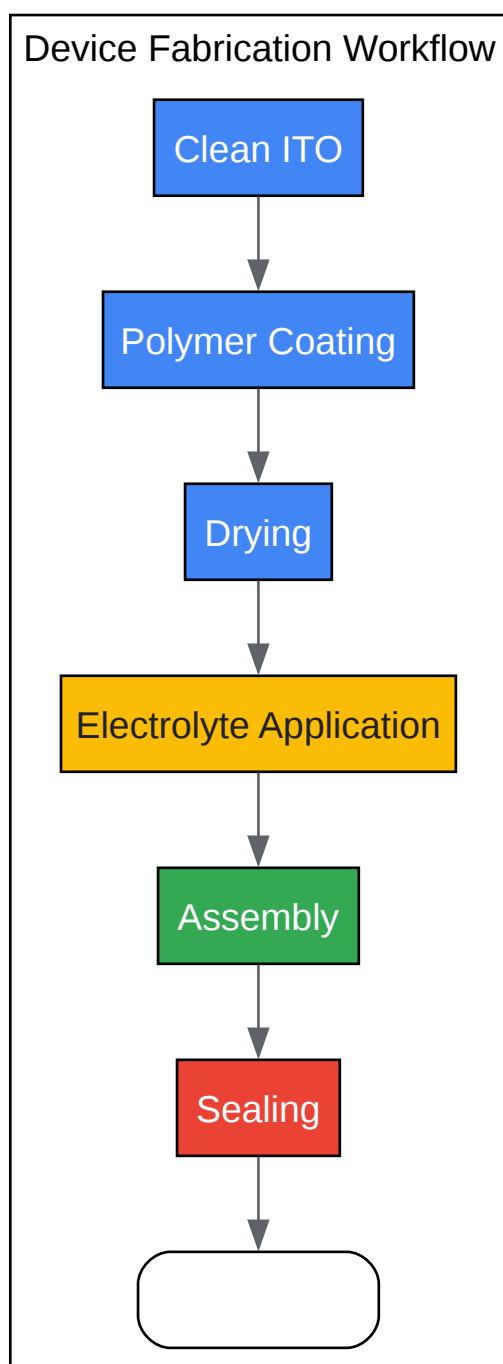 Device Fabrication Workflow
Clean ITO
Polymer Coating
Drying
Electrolyte Application
Assembly
Sealing